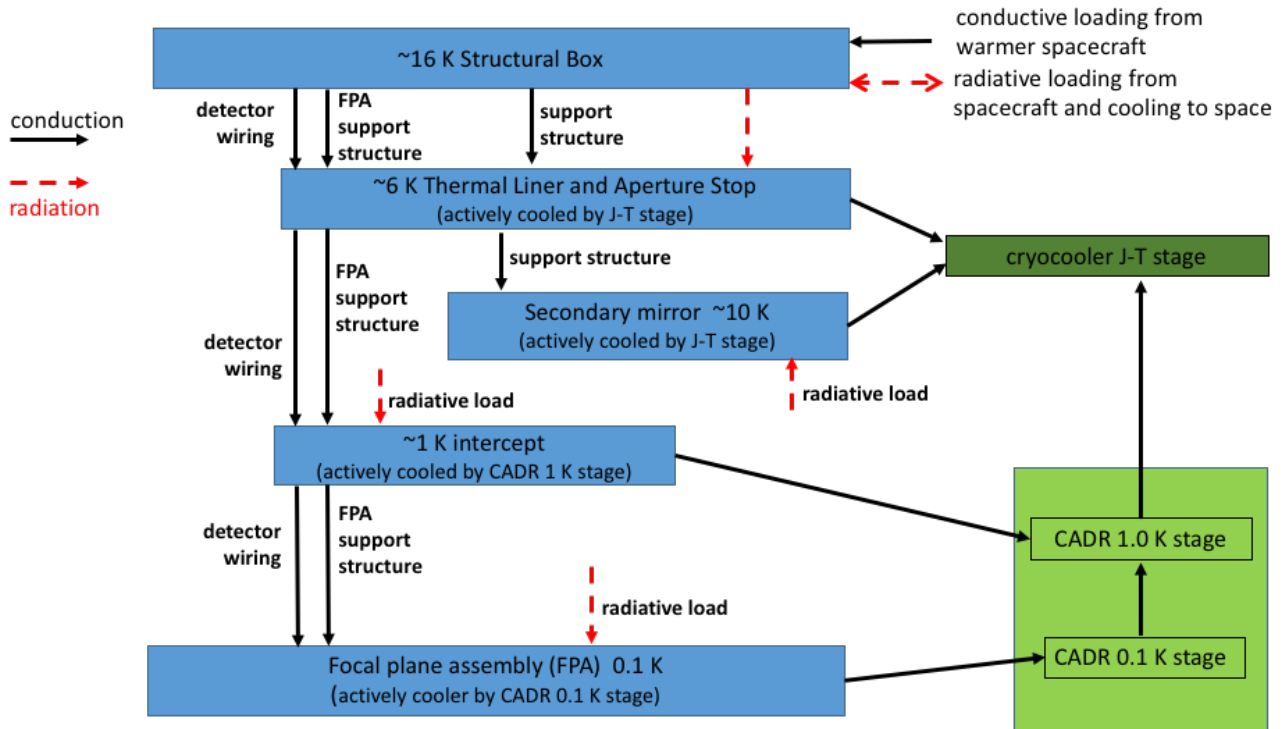 conductive loading from
warmer spacecraft
~16 K Structural Box
radiative loading from
spacecraft and cooling to space
conduction
radiation
detector
wiring
FPA
support
structure
support
structure
~6 K Thermal Liner and Aperture Stop
(actively cooled by J-T stage)
support structure
cryocooler J-T stage
FPA
support
structure
Secondary mirror ~10 K
(actively cooled by J-T stage)
detector
wiring
radiative load
radiative load
~1 K intercept
(actively cooled by CADR 1 K stage)
detector
wiring
FPA
support
structure
CADR 1.0 K stage
radiative load
Focal plane assembly (FPA) 0.1 K
(actively cooler by CADR 0.1 K stage)
CADR 0.1 K stage